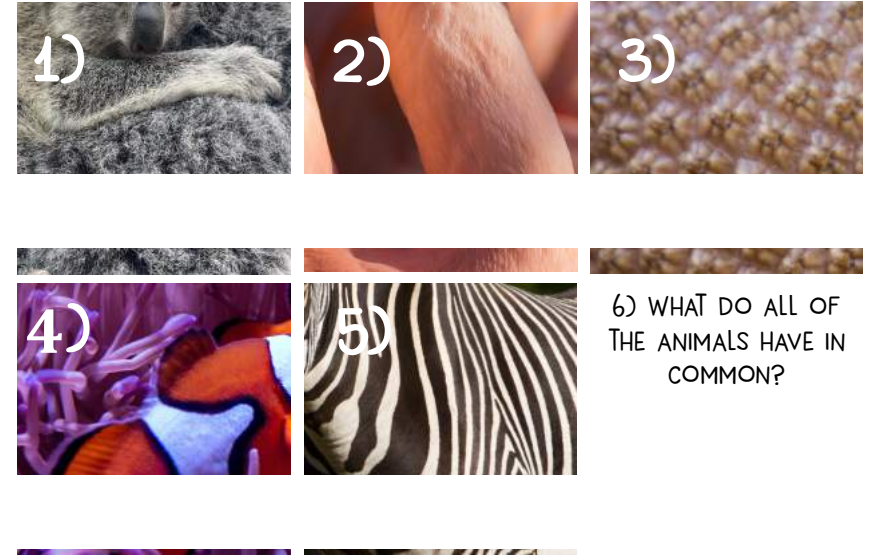 1)
2)
3)
4)
5)
6) WHAT DO ALL OF
THE ANIMALS HAVE IN
COMMON?